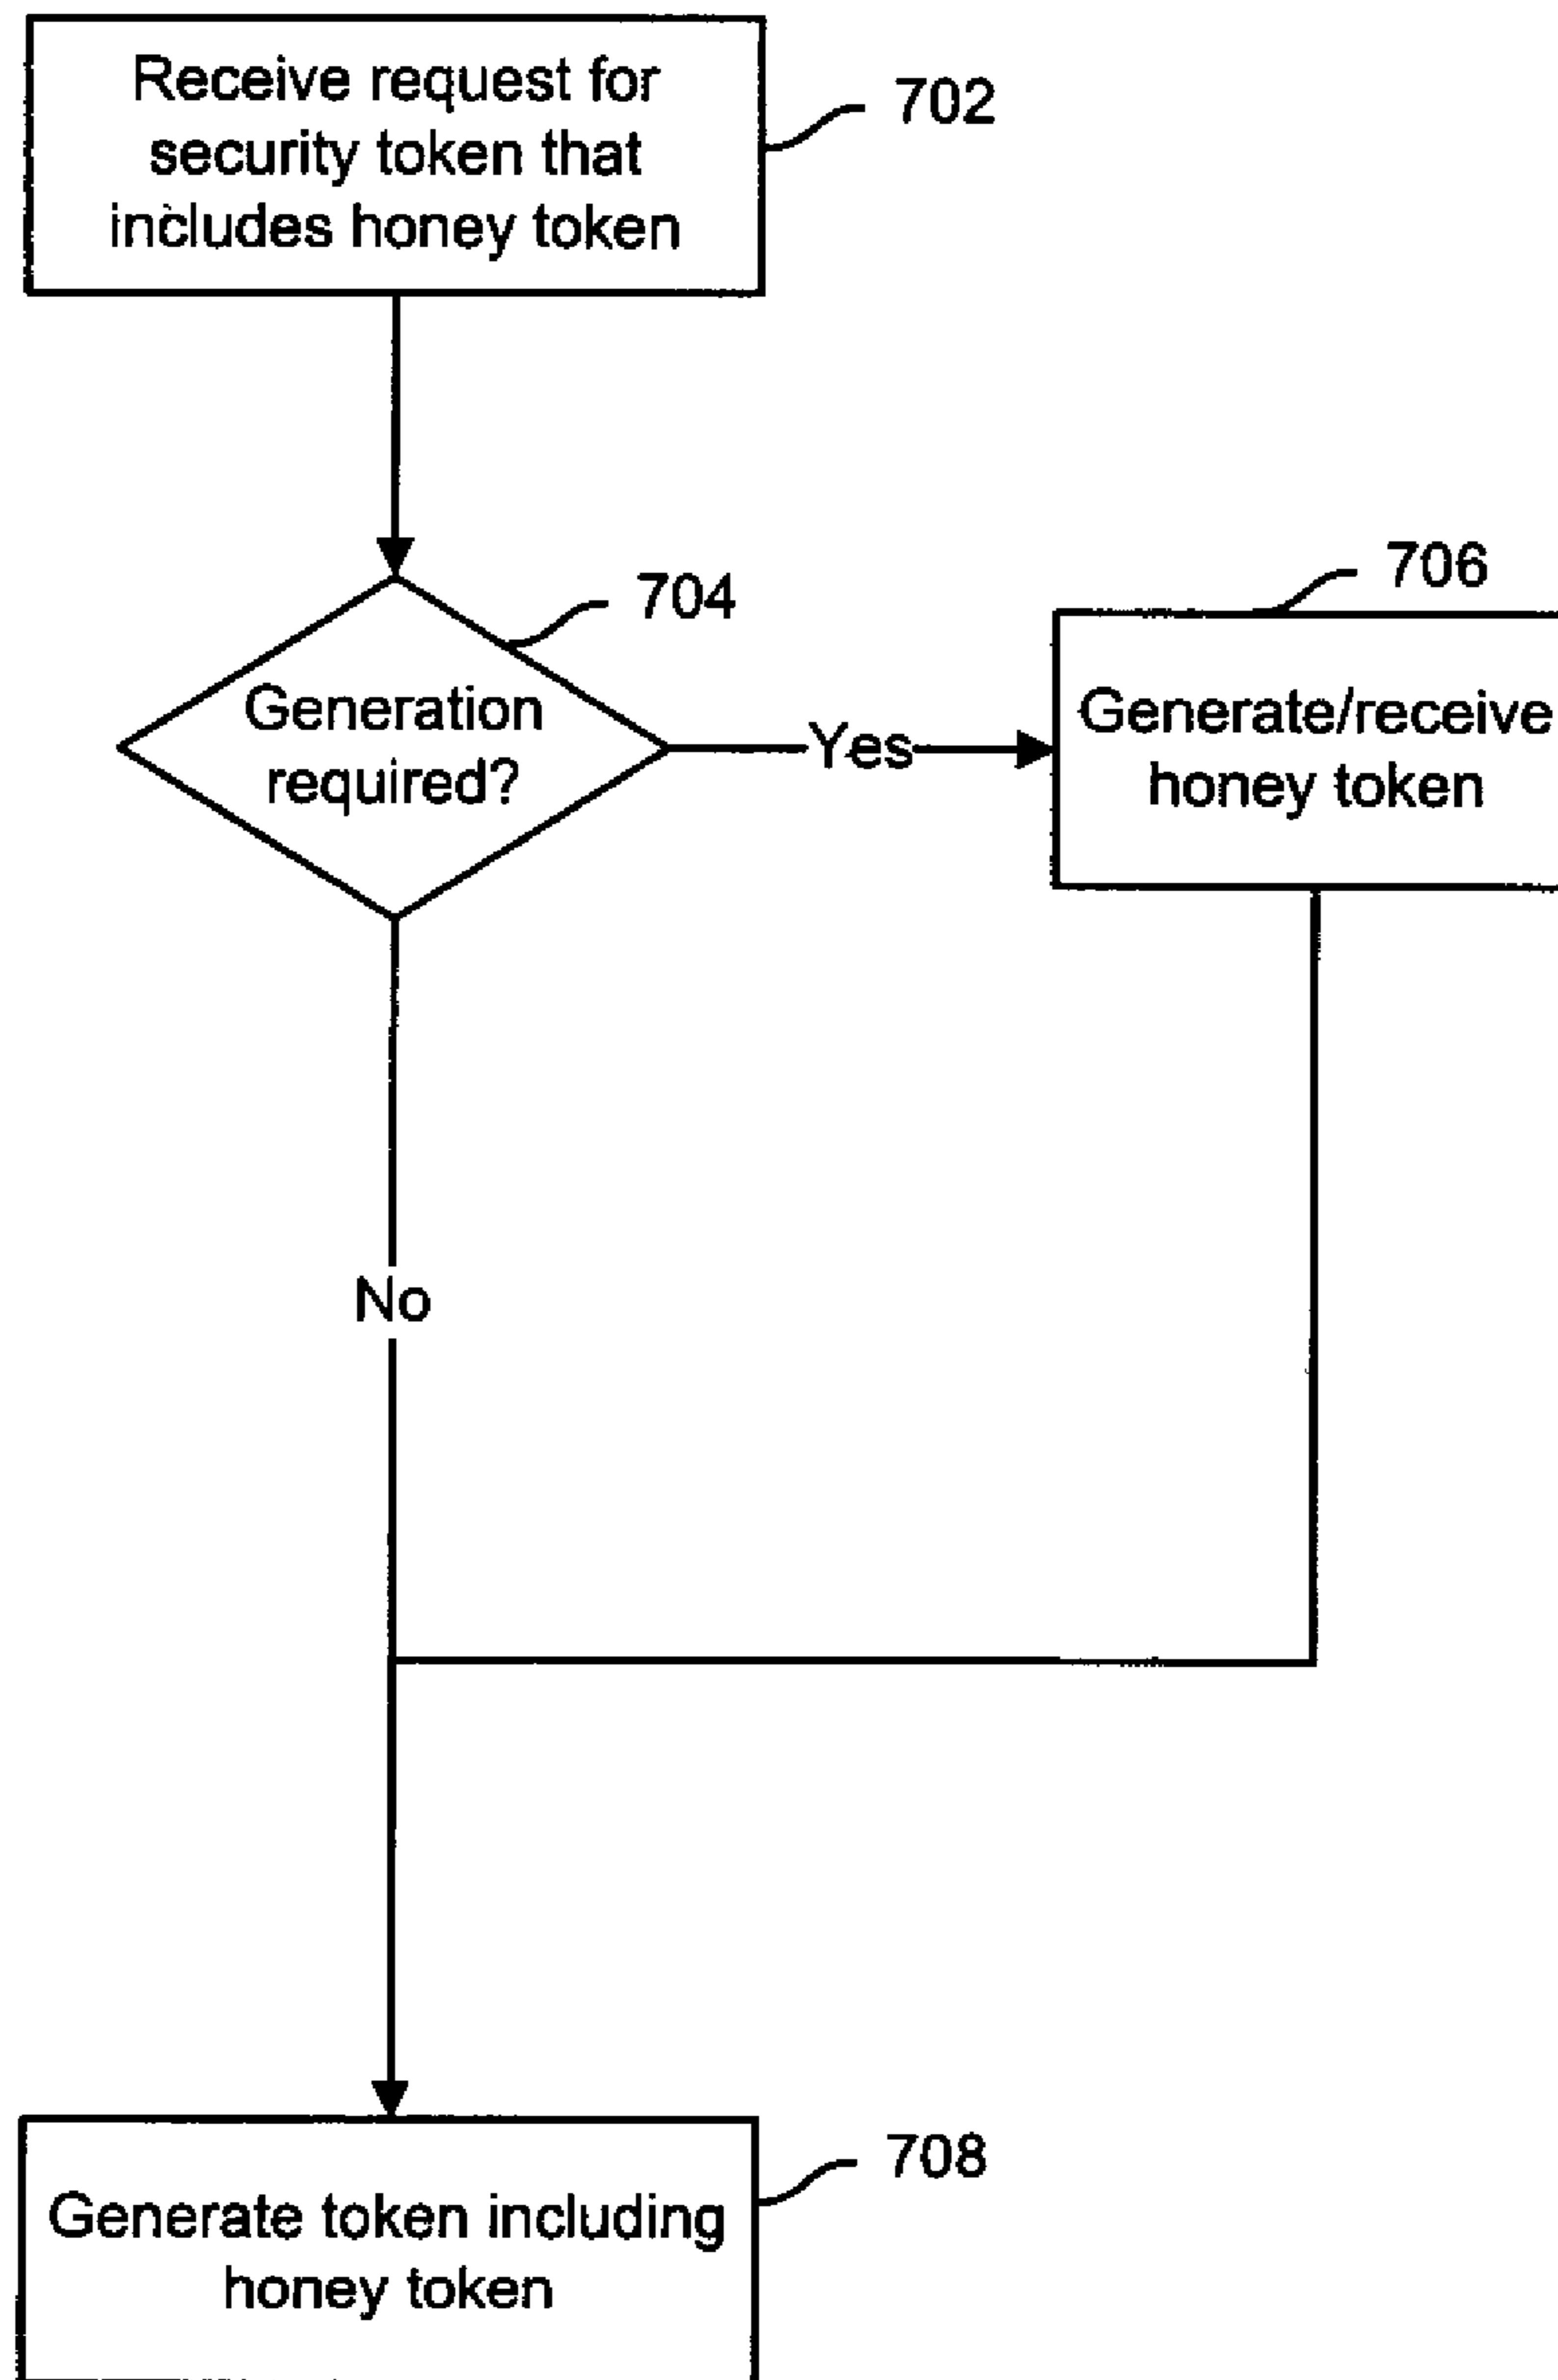 Receive request for
security token that
includes honey token
702
704
Generation
required?
Yes
706
Generate/receive
honey token
No
708
Generate token including
honey token